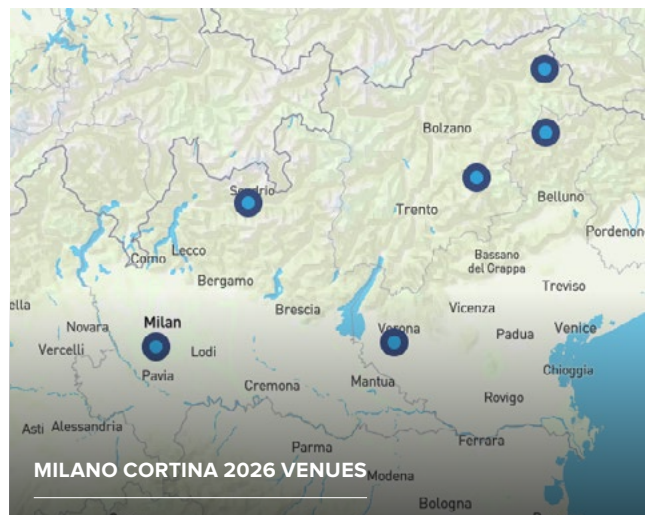 Bolzano
Sondrio
Belluno
Trento
Pordenon
Como
Lecco
Bassano
del Grappa
Bergamo
Treviso
ella
Brescia
Vicenza
Novara
Milan
Verona
Padua
Venice
Vercelli
Lodi
Pavia
Cremona
Mantua
Chioggia
Rovigo
Asti
Alessandria
Ferrara
Parma
MILANO CORTINA 2026 VENUES
Modena
Bologna